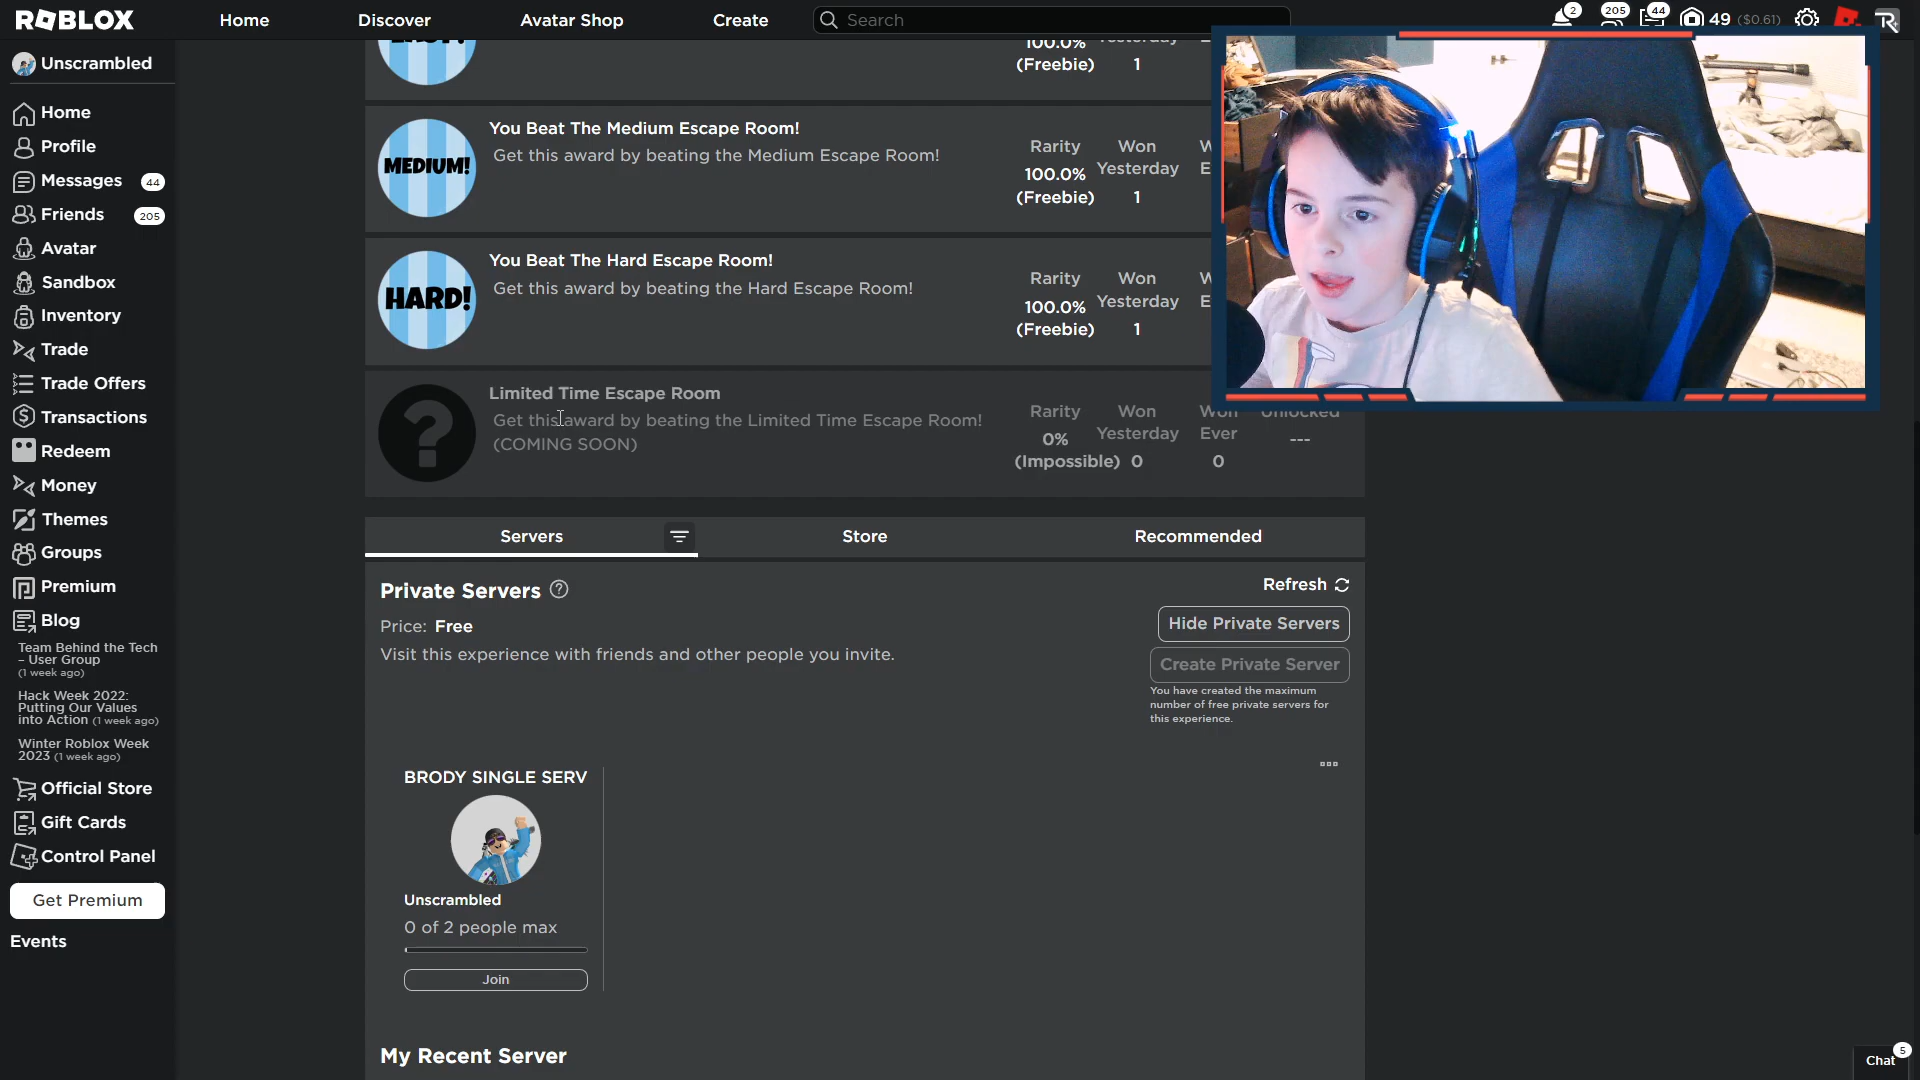 ROBLOX
Home
Discover
Avatar Shop
Create
Search
2
205
44
49
($0.61)
Unscrambled
Home
Profile
Messages
44
Friends
205
Avatar
Sandbox
Inventory
Trade
Trade Offers
Transactions
Redeem
Money
Themes
Groups
Premium
Blog
Team Behind the Tech
– User Group
(1 week ago)
Hack Week 2022:
Putting Our Values
into Action (1 week ago)
Winter Roblox Week
2023 (1 week ago)
Official Store
Gift Cards
Control Panel
Get Premium
Events
100.0%
Yesterday
(Freebie)
1
MEDIUM!
You Beat The Medium Escape Room!
Get this award by beating the Medium Escape Room!
Rarity
100.0%
(Freebie)
Won
Yesterday
1
HARD!
You Beat The Hard Escape Room!
Get this award by beating the Hard Escape Room!
Rarity
100.0%
(Freebie)
Won
Yesterday
1
?
Limited Time Escape Room
Get this award by beating the Limited Time Escape Room!
(COMING SOON)
Rarity
0%
(Impossible)
Won
Yesterday
0
Won
Ever
0
Unlocked
---
Servers
Store
Recommended
Private Servers ?
Refresh
Price: Free
Hide Private Servers
Visit this experience with friends and other people you invite.
Create Private Server
You have created the maximum
number of free private servers for
this experience.
BRODY SINGLE SERV
Unscrambled
0 of 2 people max
Join
My Recent Server
Chat
5